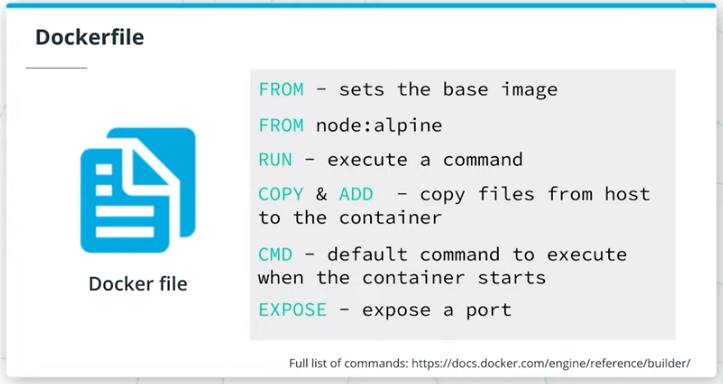 Dockerfile
FROM - sets the base image
FROM node:alpine
RUN - execute a command
COPY & ADD - copy files from host
to the container
CMD - default command to execute
when the container starts
EXPOSE - expose a port
Docker file
Full list of commands: https://docs.docker.com/engine/reference/builder/